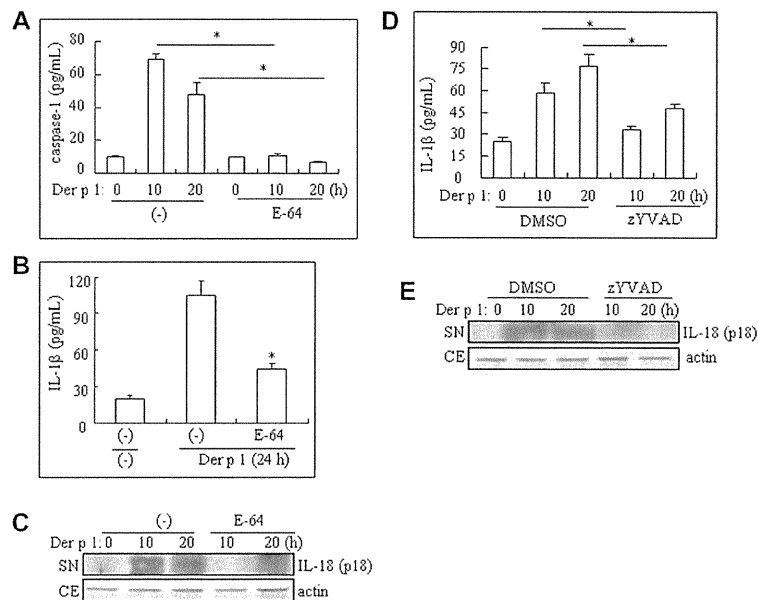 A
caspase-1 (pg/mL)
80
60
40
20
0
Der p 1: 0 10 20 0 10 20 (h)
(-) E-64
*
*
B
IL-1β (pg/mL)
120
90
60
30
0
*
(-) (-) E-64
(-) Der p 1 (24 h)
C
(-) E-64
Der p 1: 0 10 20 10 20 (h)
SN IL-18 (p18)
CE actin
D
IL-1β (pg/mL)
90
75
60
45
30
15
0
*
*
Der p 1: 0 10 20 10 20 (h)
DMSO zYVAD
E
DMSO zYVAD
Der p 1: 0 10 20 10 20 (h)
SN IL-18 (p18)
CE actin